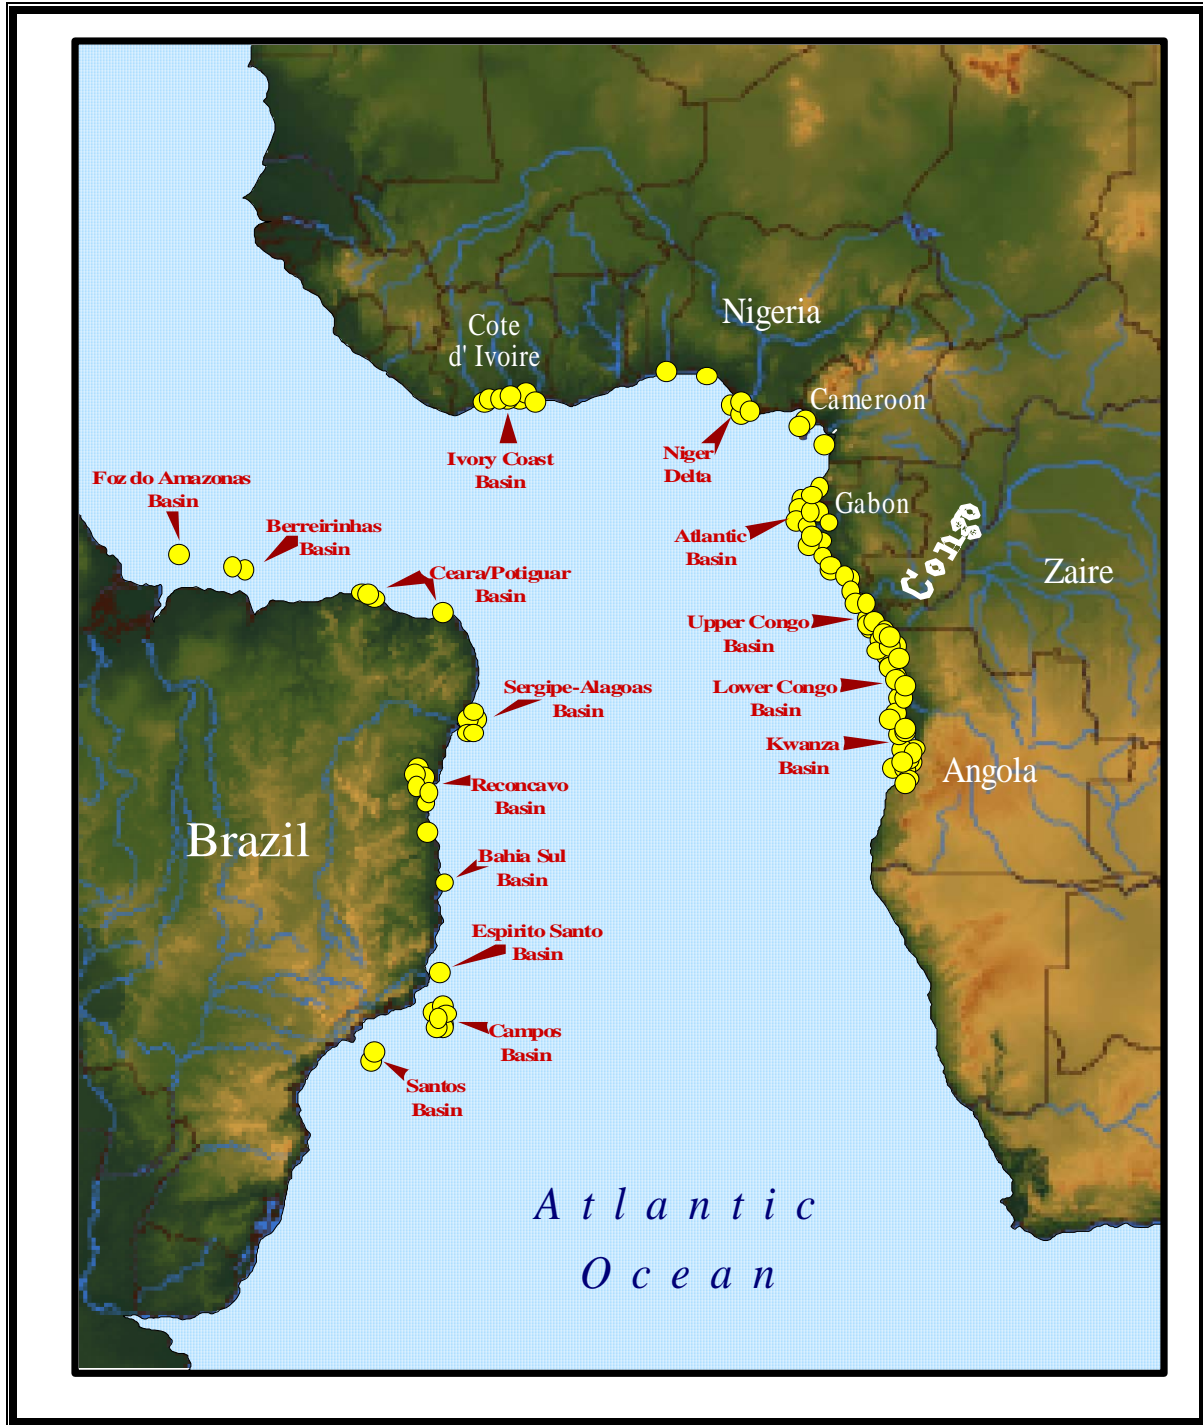 Nigeria
Cote
d' Ivoire
Cameroon
Ivory Coast
Basin
Niger
Delta
Foz do Amazonas
Basin
Gabon
Berreirinhas
Basin
Atlantic
Basin
Congo
Zaire
Ceara/Potiguar
Basin
Upper Congo
Basin
Sergipe-Alagoas
Basin
Lower Congo
Basin
Kwanza
Basin
Angola
Reconcavo
Basin
Brazil
Bahia Sul
Basin
Espirito Santo
Basin
Campos
Basin
Santos
Basin
Atlantic
Ocean